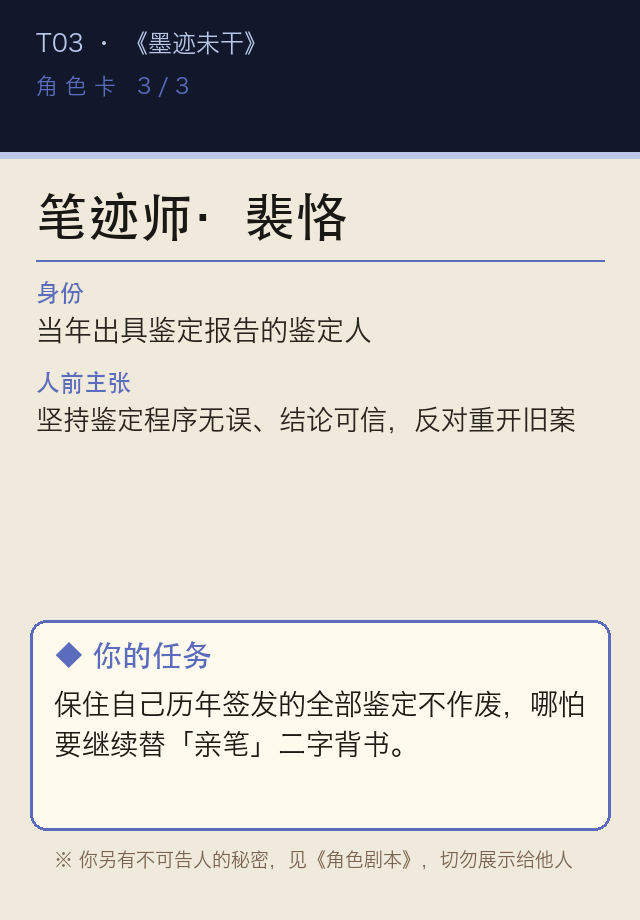 T03 · 《墨迹未干》
角色卡 3/3
笔迹师· 裴恪
身份
当年出具鉴定报告的鉴定人
人前主张
坚持鉴定程序无误、结论可信，反对重开旧案
◆ 你的任务
保住自己历年签发的全部鉴定不作废，哪怕
要继续替「亲笔」二字背书。
※ 你另有不可告人的秘密，见《角色剧本》，切勿展示给他人